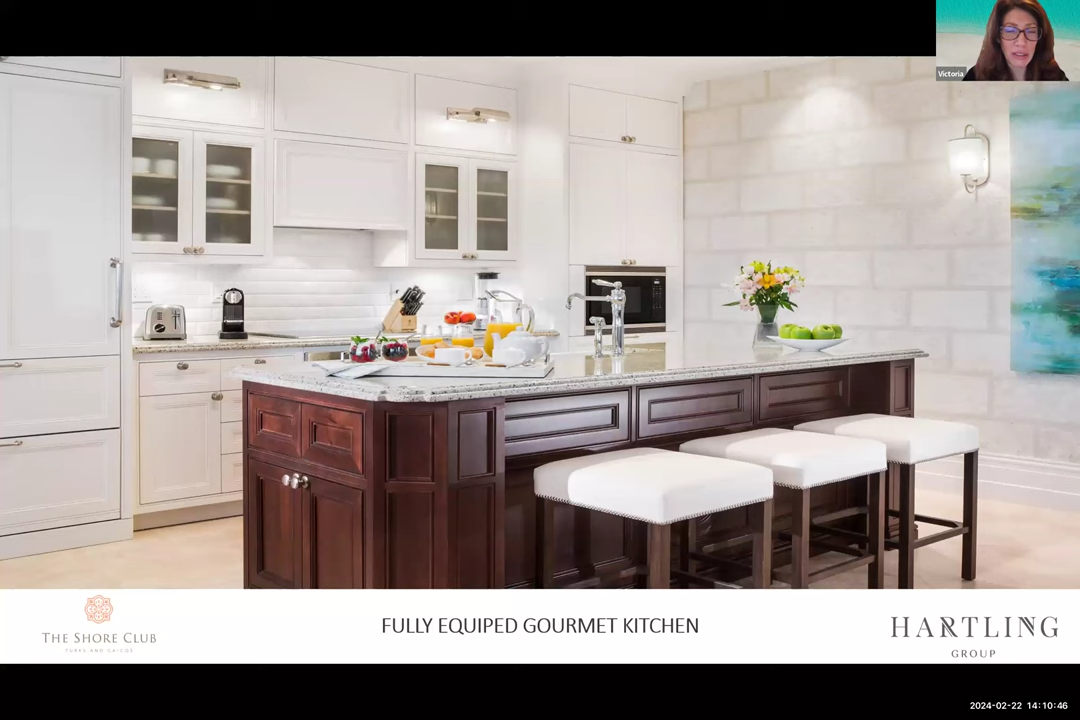 Victoria
THE SHORE CLUB
TURKS AND CAICOS
FULLY EQUIPED GOURMET KITCHEN
HARTLING
GROUP
2024-02-22 14:10:46